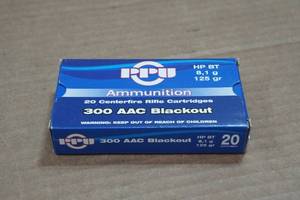 PPU
HP BT
8,1 g
125 gr
Ammunition
20 Centerfire Rifle Cartridges
300 AAC Blackout
WARNING: KEEP OUT OF REACH OF CHILDREN
PPU 300 AAC Blackout
HP BT
8,1 g
125 gr
20